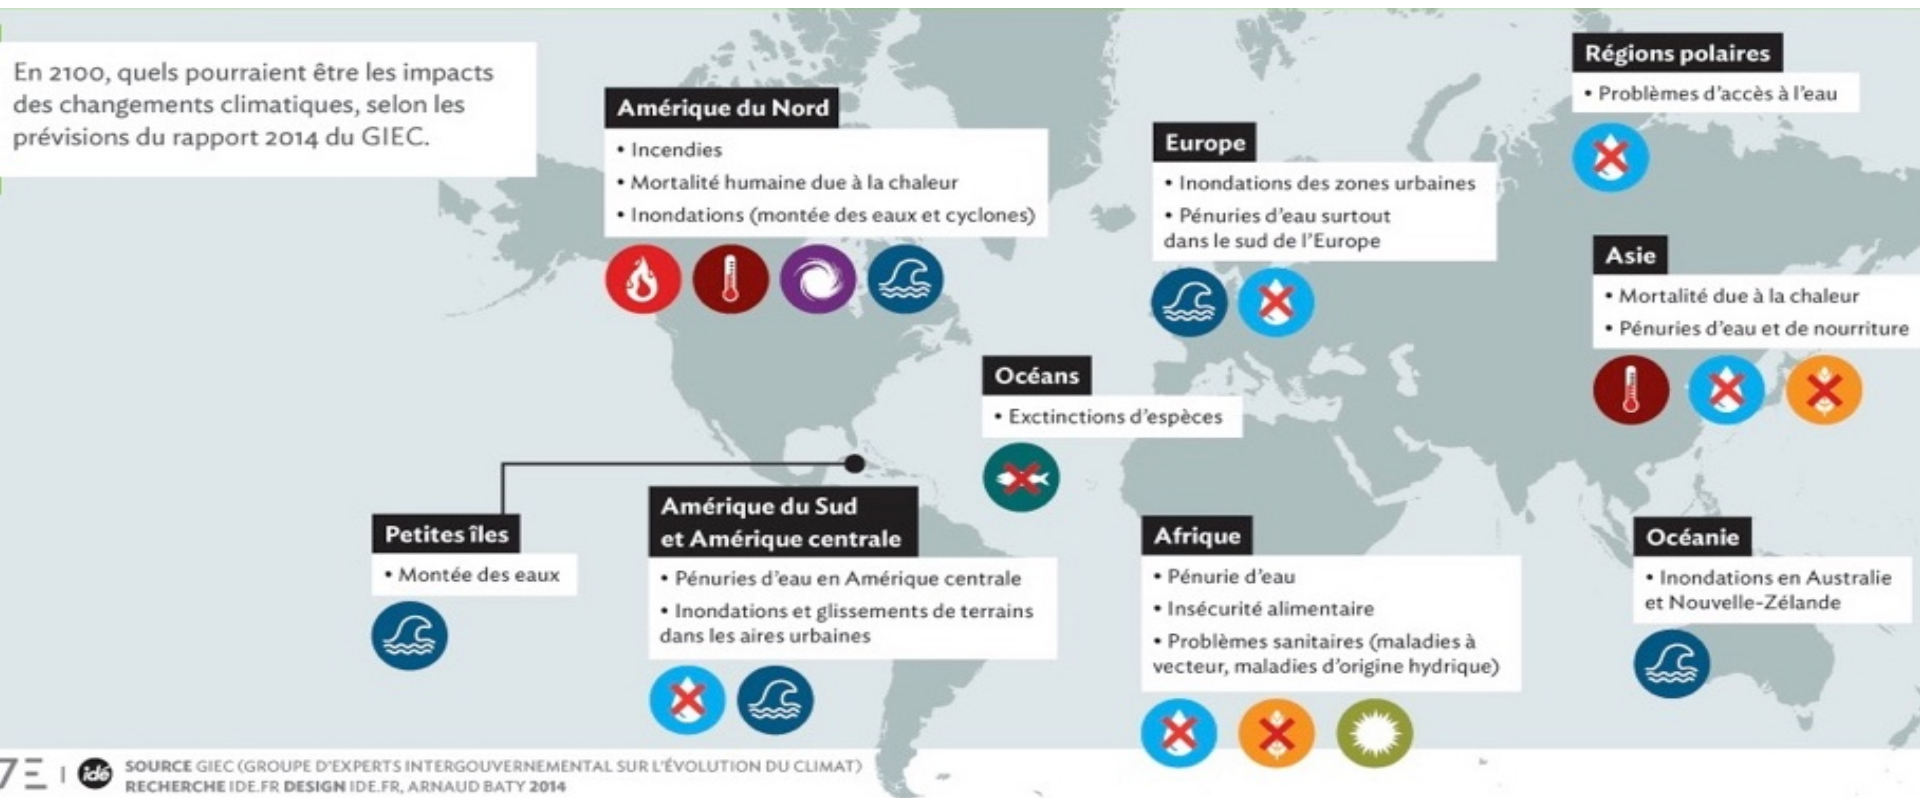 En 2100, quels pourraient être les impacts
des changements climatiques, selon les
prévisions du rapport 2014 du GIEC.
Amérique du Nord
• Incendies
• Mortalité humaine due à la chaleur
• Inondations (montée des eaux et cyclones)
Europe
• Inondations des zones urbaines
• Pénuries d'eau surtout
dans le sud de l'Europe
Régions polaires
• Problèmes d'accès à l'eau
Asie
• Mortalité due à la chaleur
• Pénuries d'eau et de nourriture
Océans
• Exctinctions d'espèces
Petites îles
• Montée des eaux
Amérique du Sud
et Amérique centrale
• Pénuries d'eau en Amérique centrale
• Inondations et glissements de terrains
dans les aires urbaines
Afrique
• Pénurie d'eau
• Insécurité alimentaire
• Problèmes sanitaires (maladies à
vecteur, maladies d'origine hydrique)
Océanie
• Inondations en Australie
et Nouvelle-Zélande
idé
SOURCE GIEC (GROUPE D'EXPERTS INTERGOUVERNEMENTAL SUR L'ÉVOLUTION DU CLIMAT)
RECHERCHE IDE.FR DESIGN IDE.FR, ARNAUD BATY 2014